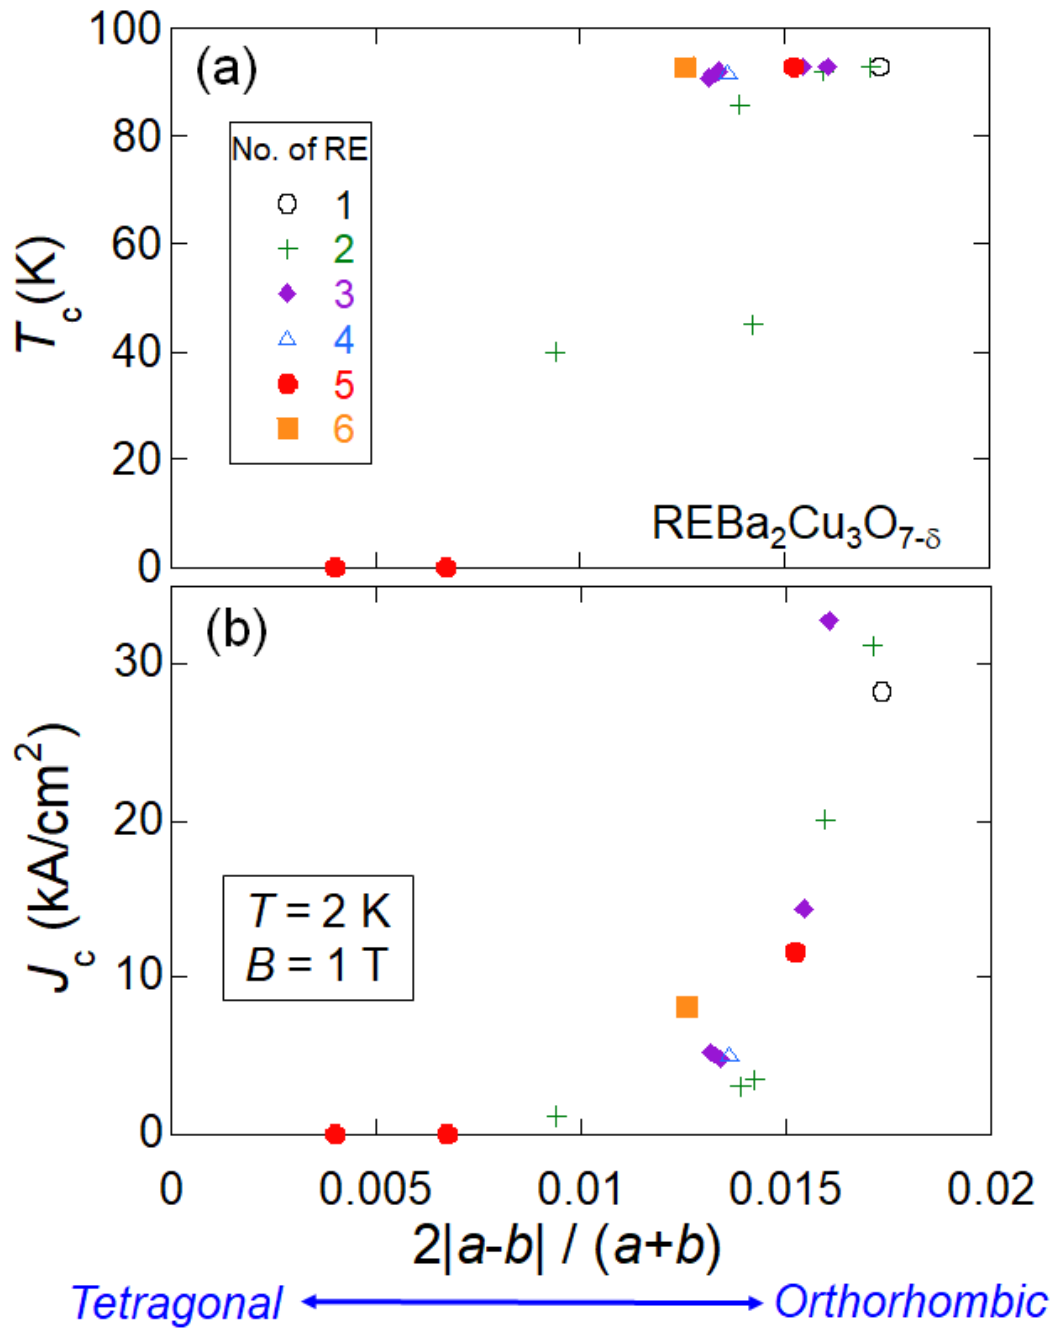 100
80
60
40
20
0
T_c (K)
(a)
No. of RE
1
2
3
4
5
6
REBa₂Cu₃O₇₋δ
(b)
30
20
10
0
J_c (kA/cm²)
T = 2 K
B = 1 T
0 0.005 0.01 0.015 0.02
2|a-b| / (a+b)
Tetragonal Orthorhombic